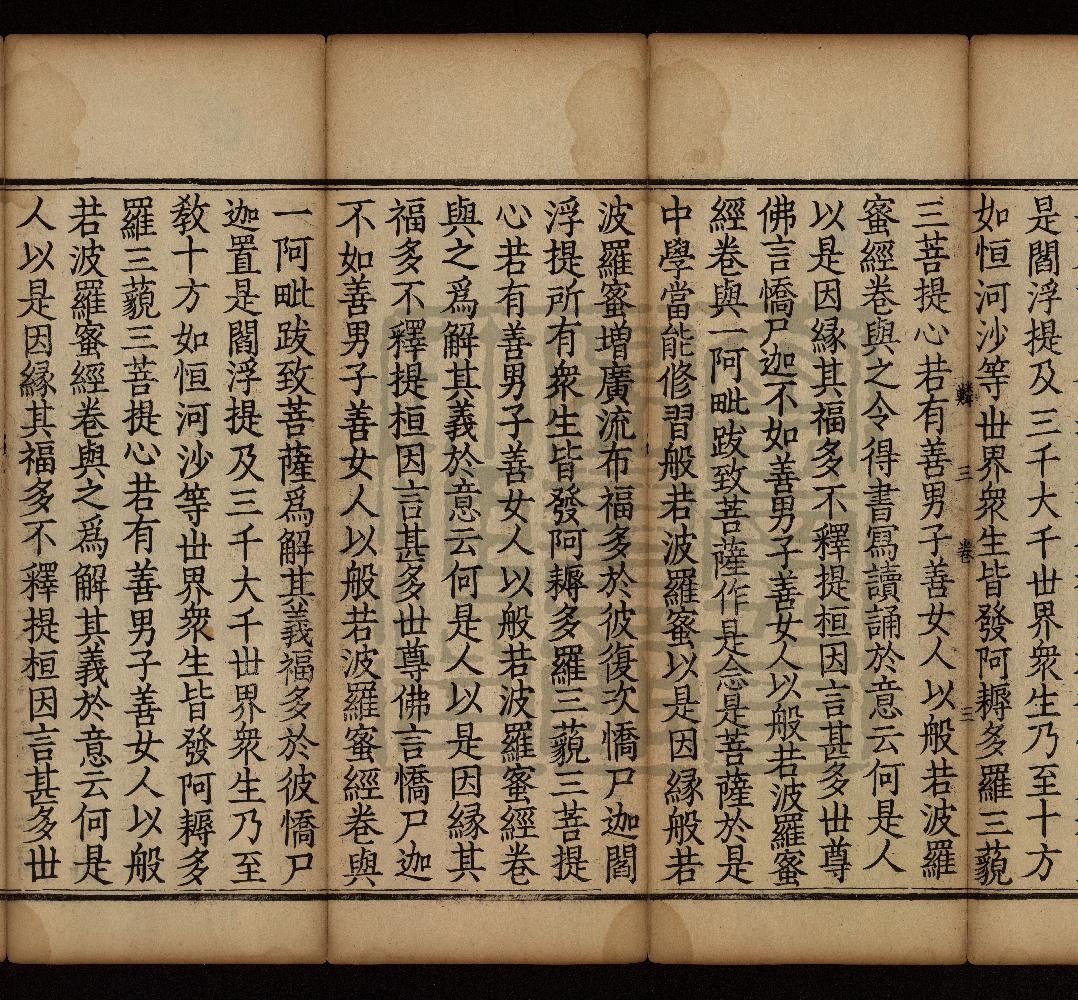 是閻浮提及三千大千世界衆生乃至十方
如恒河沙等世界衆生皆發阿耨多羅三藐
三 卷 三
三菩提心若有善男子善女人以般若波羅
蜜經卷與之令得書寫讀誦於意云何是人
以是因緣其福多不釋提桓因言甚多世尊
佛言憍尸迦不如善男子善女人以般若波羅蜜
經卷與一阿毗跋致菩薩作是念是菩薩於是
中學當能修習般若波羅蜜以是因緣般若
波羅蜜增廣流布福多於彼復次憍尸迦閻
浮提所有衆生皆發阿耨多羅三藐三菩提
心若有善男子善女人以般若波羅蜜經卷
與之爲解其義於意云何是人以是因緣其
福多不釋提桓因言甚多世尊佛言憍尸迦
不如善男子善女人以般若波羅蜜經卷與
一阿毗跋致菩薩爲解其義福多於彼憍尸
迦置是閻浮提及三千大千世界衆生乃至
教十方如恒河沙等世界衆生皆發阿耨多
羅三藐三菩提心若有善男子善女人以般
若波羅蜜經卷與之爲解其義於意云何是
人以是因緣其福多不釋提桓因言甚多世